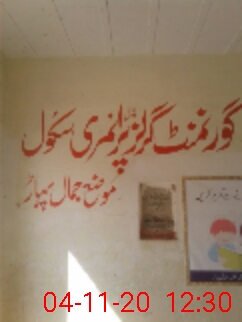 گورنمنٹ گرلز پرائمری سکول
موضع جمال پہاڑ
04-11-20 12:30